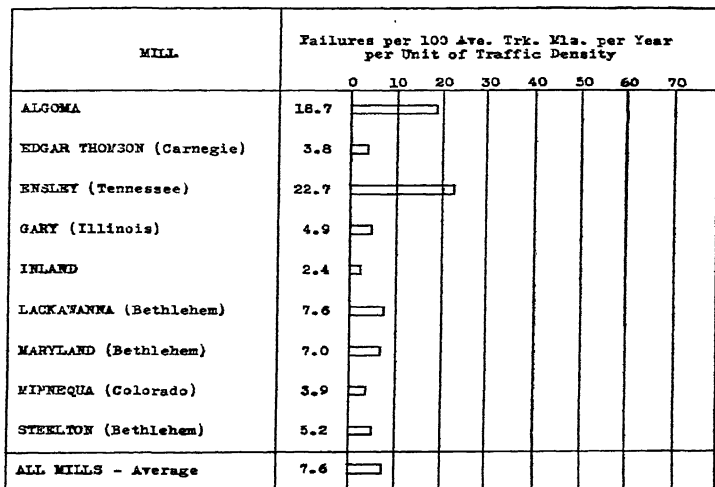 MILL
Failures per 100 Ave. Trk. Mls. per Year
per Unit of Traffic Density
0 10 20 30 40 50 60 70
ALGOMA 18.7
EDGAR THOMSON (Carnegie) 3.8
ENSLEY (Tennessee) 22.7
GARY (Illinois) 4.9
INLAND 2.4
LACKAWANNA (Bethlehem) 7.6
MARYLAND (Bethlehem) 7.0
MINNEQUA (Colorado) 3.9
STEELTON (Bethlehem) 5.2
ALL MILLS - Average 7.6